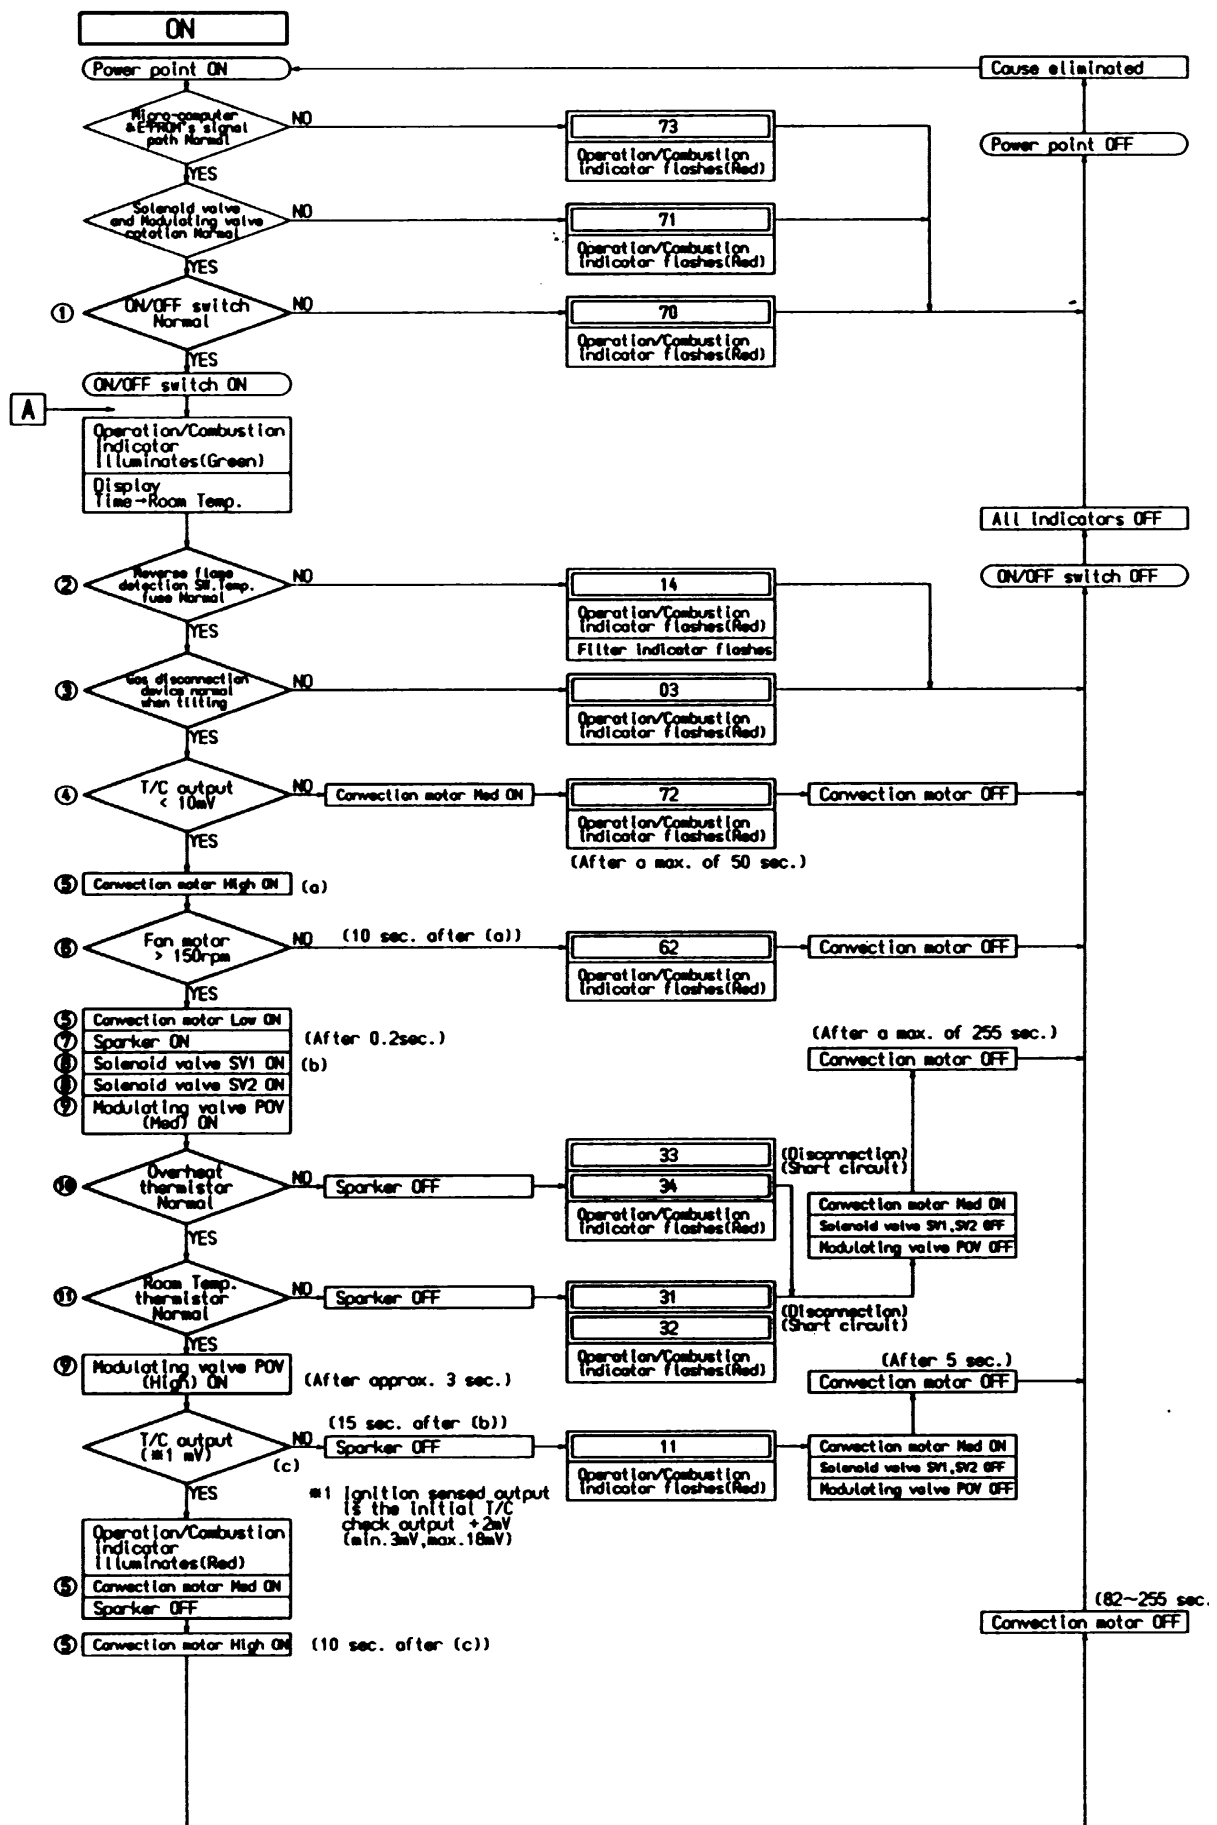 ON
Power point ON
Cause eliminated
Micro-computer
&E²PROM's signal
path Normal
NO
73
Operation/Combustion
Indicator flashes(Red)
Power point OFF
YES
Solenoid valve
and Modulating valve
cotation Normal
NO
71
Operation/Combustion
Indicator flashes(Red)
YES
①
ON/OFF switch
Normal
NO
70
Operation/Combustion
Indicator flashes(Red)
YES
ON/OFF switch ON
A
Operation/Combustion
Indicator
Illuminates(Green)
Display
Time→Room Temp.
All Indicators OFF
ON/OFF switch OFF
②
Reverse flame
detection SW.Temp.
fuse Normal
NO
14
Operation/Combustion
Indicator flashes(Red)
Filter indicator flashes
YES
③
Gas disconnection
device normal
when tilting
NO
03
Operation/Combustion
Indicator flashes(Red)
YES
④
T/C output
< 10mV
NO
Convection motor Med ON
72
Operation/Combustion
Indicator flashes(Red)
(After a max. of 50 sec.)
Convection motor OFF
YES
⑤
Convection motor High ON
(a)
⑥
Fan motor
> 150rpm
NO
(10 sec. after (a))
62
Operation/Combustion
Indicator flashes(Red)
Convection motor OFF
YES
⑤ Convection motor Low ON
⑦ Sparker ON
(After 0.2sec.)
⑧ Solenoid valve SV1 ON
(b)
⑧ Solenoid valve SV2 ON
⑨ Modulating valve POV
(Med) ON
(After a max. of 255 sec.)
Convection motor OFF
⑩
Overheat
thermistor
Normal
NO
Sparker OFF
33
(Disconnection)
34
(Short circuit)
Operation/Combustion
Indicator flashes(Red)
Convection motor Med ON
Solenoid valve SV1,SV2 OFF
Modulating valve POV OFF
YES
⑪
Room Temp.
thermistor
Normal
NO
Sparker OFF
31
(Disconnection)
32
(Short circuit)
Operation/Combustion
Indicator flashes(Red)
YES
⑨ Modulating valve POV
(High) ON
(After approx. 3 sec.)
(After 5 sec.)
Convection motor OFF
T/C output
(※1 mV)
NO
(c)
(15 sec. after (b))
Sparker OFF
11
Operation/Combustion
Indicator flashes(Red)
Convection motor Med ON
Solenoid valve SV1,SV2 OFF
Modulating valve POV OFF
YES
※1 Ignition sensed output
is the initial T/C
check output +2mV
(min.3mV,max.18mV)
Operation/Combustion
Indicator
Illuminates(Red)
⑤ Convection motor Med ON
Sparker OFF
⑤ Convection motor High ON
(10 sec. after (c))
(82~255 sec.
Convection motor OFF